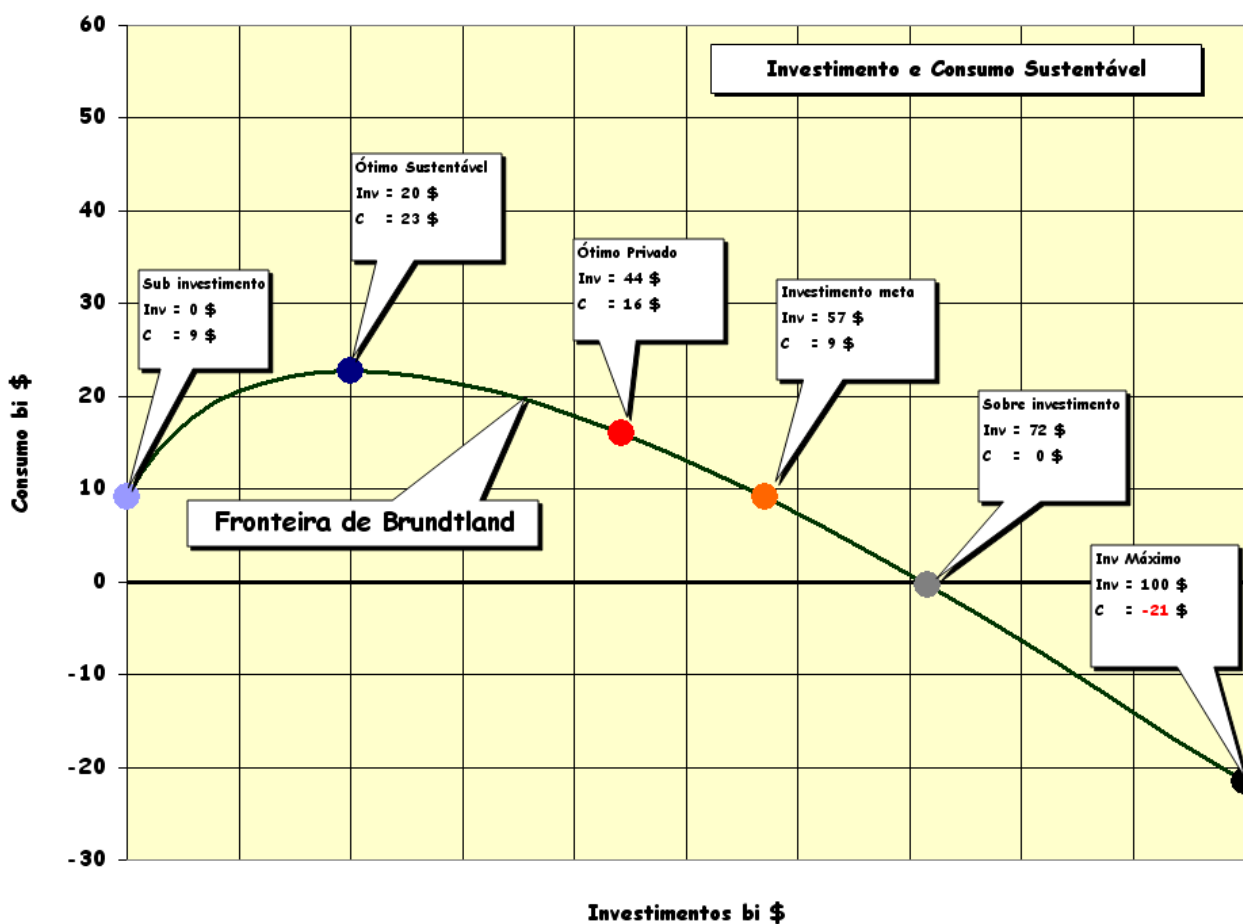 Investimento e Consumo Sustentável
60
50
40
30
20
10
0
-10
-20
-30
Consumo bi $
Ótimo Sustentável
Inv = 20 $
C = 23 $
Ótimo Privado
Inv = 44 $
C = 16 $
Sub investimento
Inv = 0 $
C = 9 $
Investimento meta
Inv = 57 $
C = 9 $
Sobre investimento
Inv = 72 $
C = 0 $
Fronteira de Brundtland
Inv Máximo
Inv = 100 $
C = -21 $
Investimentos bi $